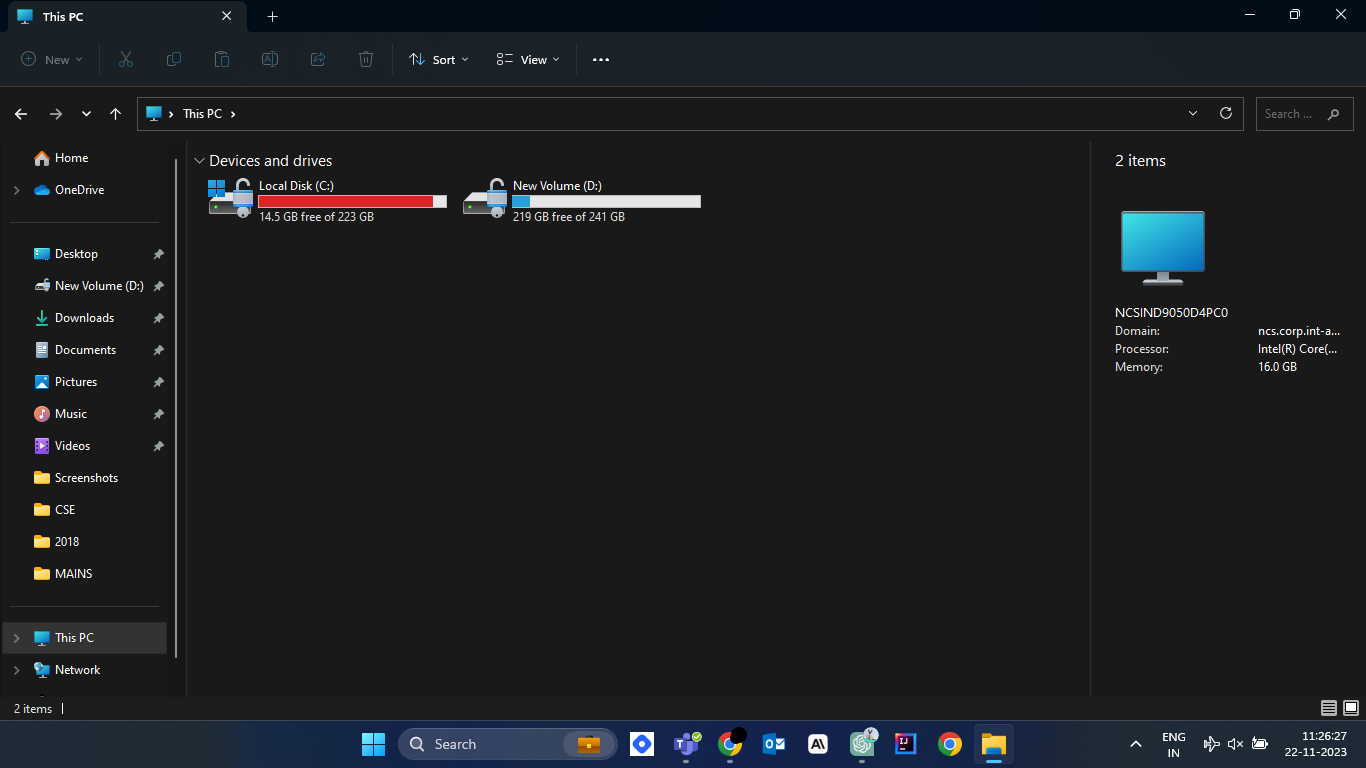 This PC
New
Sort
View
This PC
Search ...
Home
OneDrive
Desktop
New Volume (D:)
Downloads
Documents
Pictures
Music
Videos
Screenshots
CSE
2018
MAINS
This PC
Network
Devices and drives
Local Disk (C:)
14.5 GB free of 223 GB
New Volume (D:)
219 GB free of 241 GB
2 items
NCSIND9050D4PC0
Domain: ncs.corp.int-a...
Processor: Intel(R) Core(...
Memory: 16.0 GB
2 items
Search
ENG
IN
11:26:27
22-11-2023